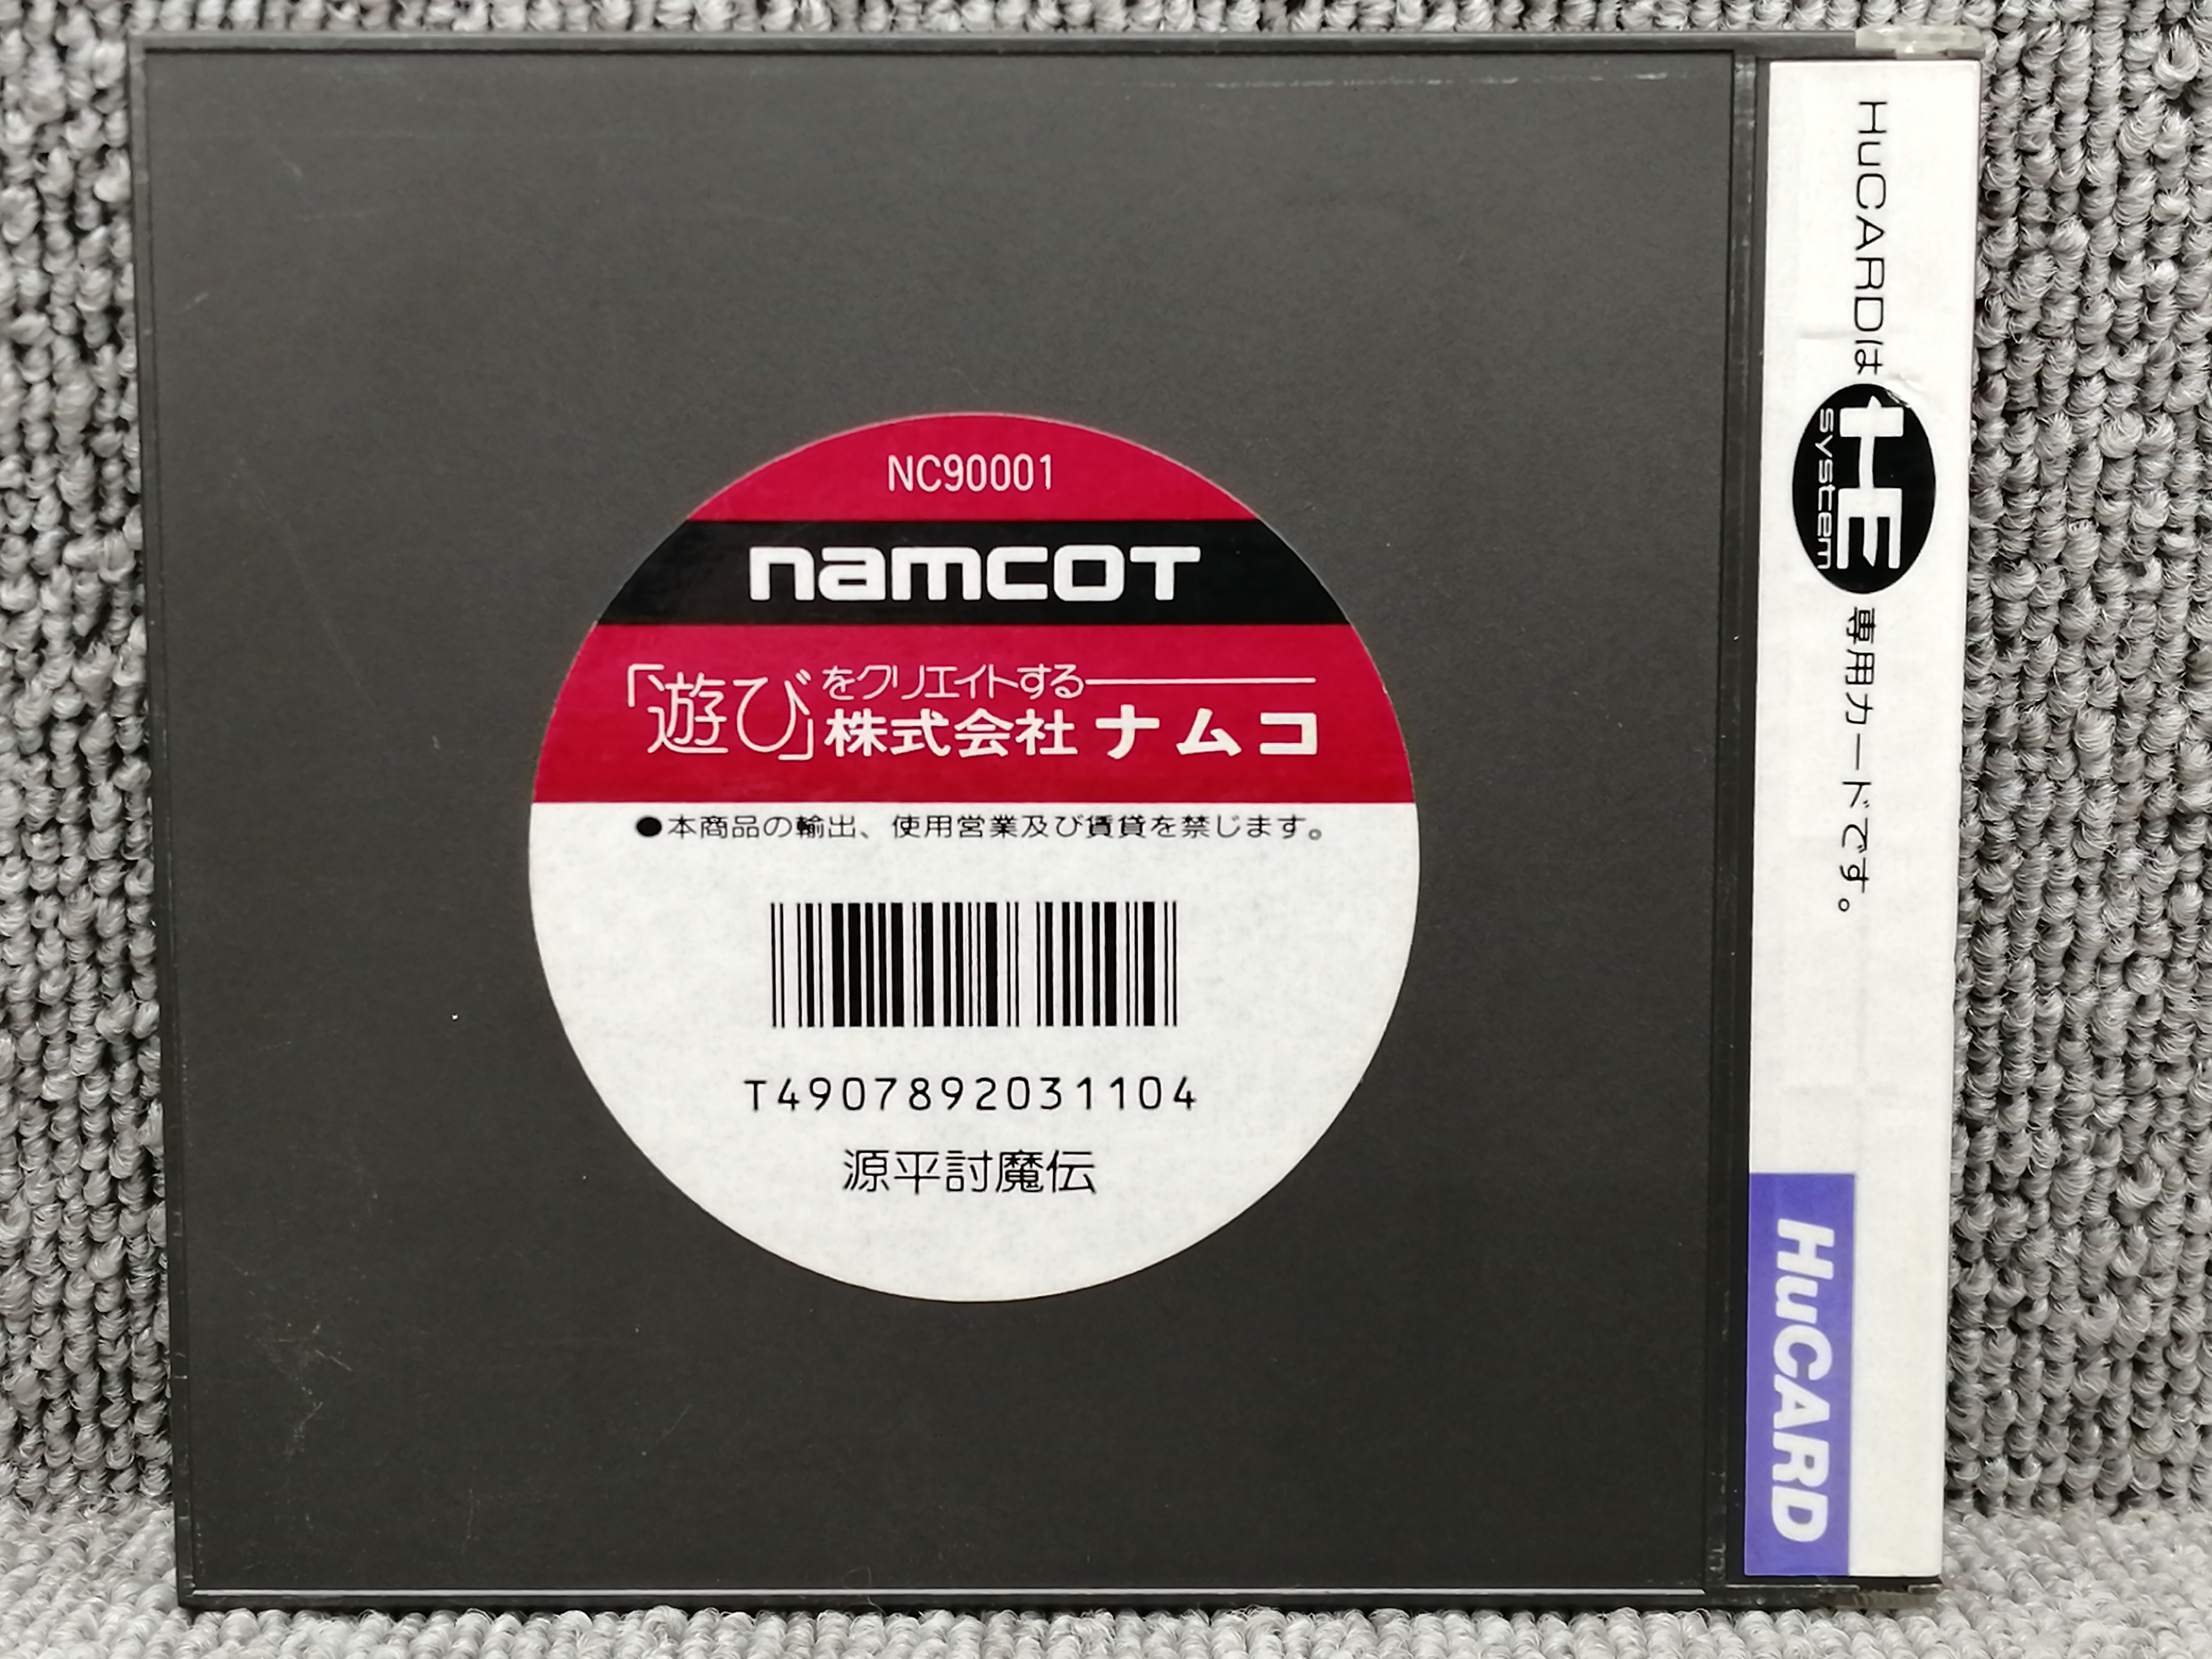 NC90001
namcot
「遊び」をクリエイトする
株式会社ナムコ
●本商品の輸出、使用営業及び賃貸を禁じます。
T4907892031104
源平討魔伝
HuCARDは HE system 専用カードです。
HuCARD